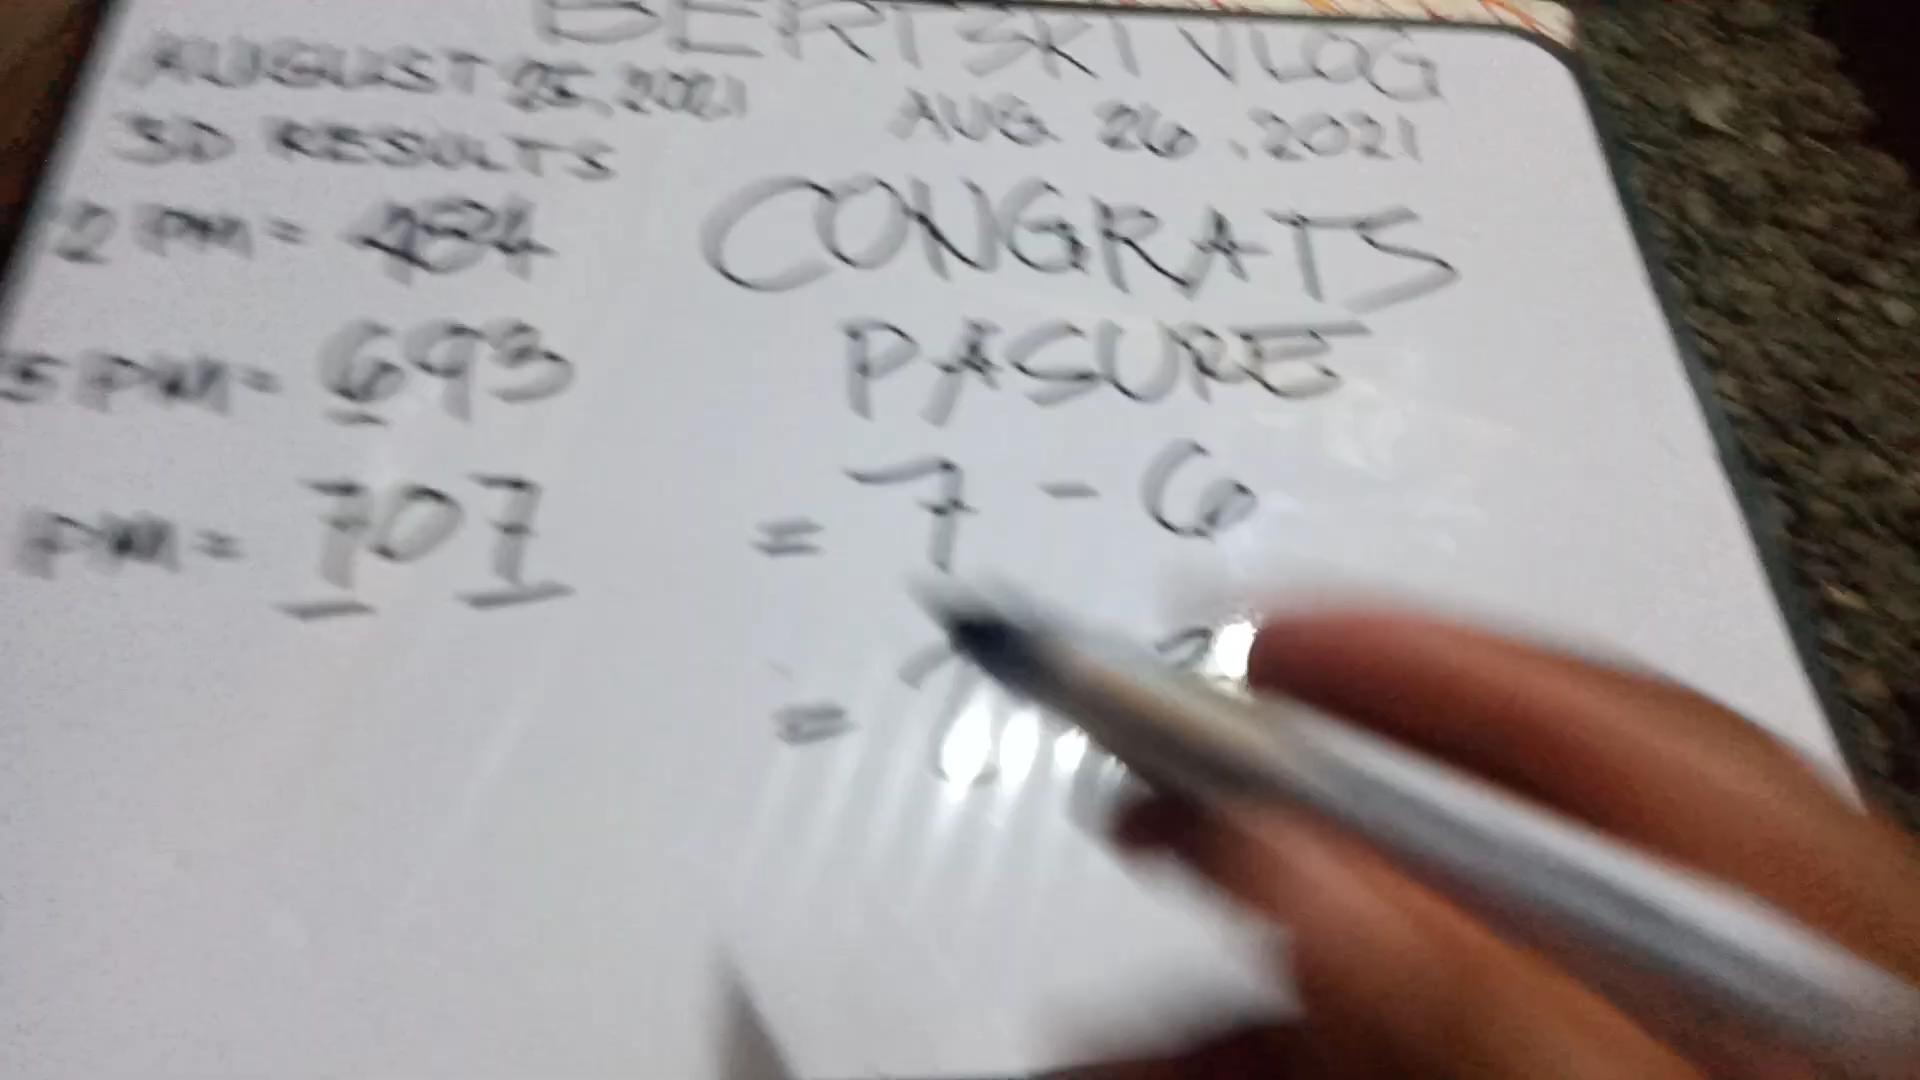 BERTSKI VLOG
AUGUST 25, 2021
AUG 26, 2021
3D RESULTS
CONGRATS
2 PM =
5 PM = 693
PASURE
PM = 707
= 7 - 6
=